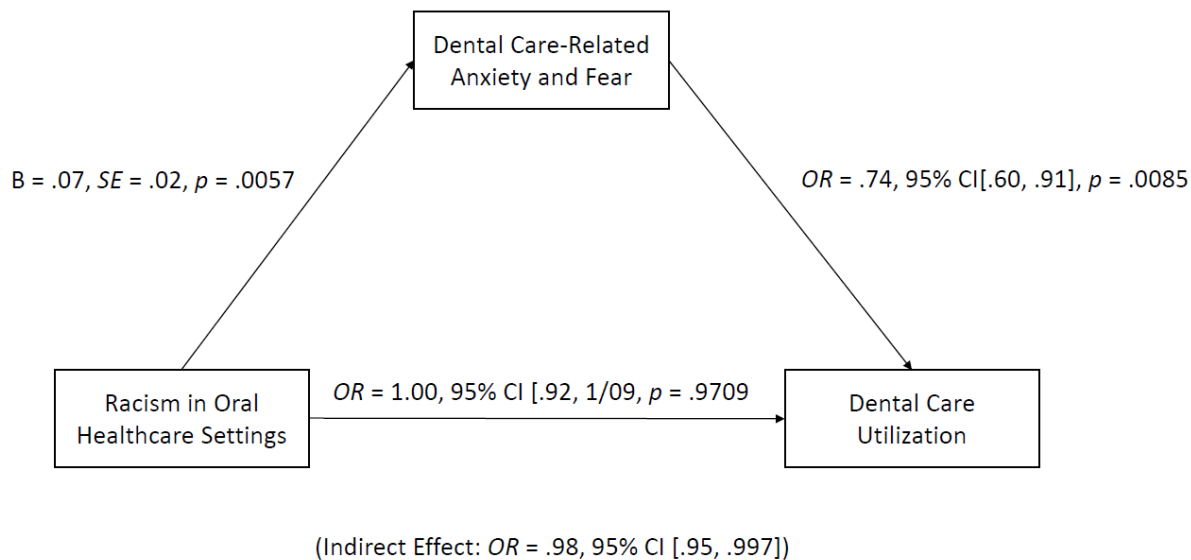 Dental Care-Related
Anxiety and Fear
B = .07, SE = .02, p = .0057
OR = .74, 95% CI[.60, .91], p = .0085
Racism in Oral
Healthcare Settings
OR = 1.00, 95% CI [.92, 1/09, p = .9709
Dental Care
Utilization
(Indirect Effect: OR = .98, 95% CI [.95, .997])